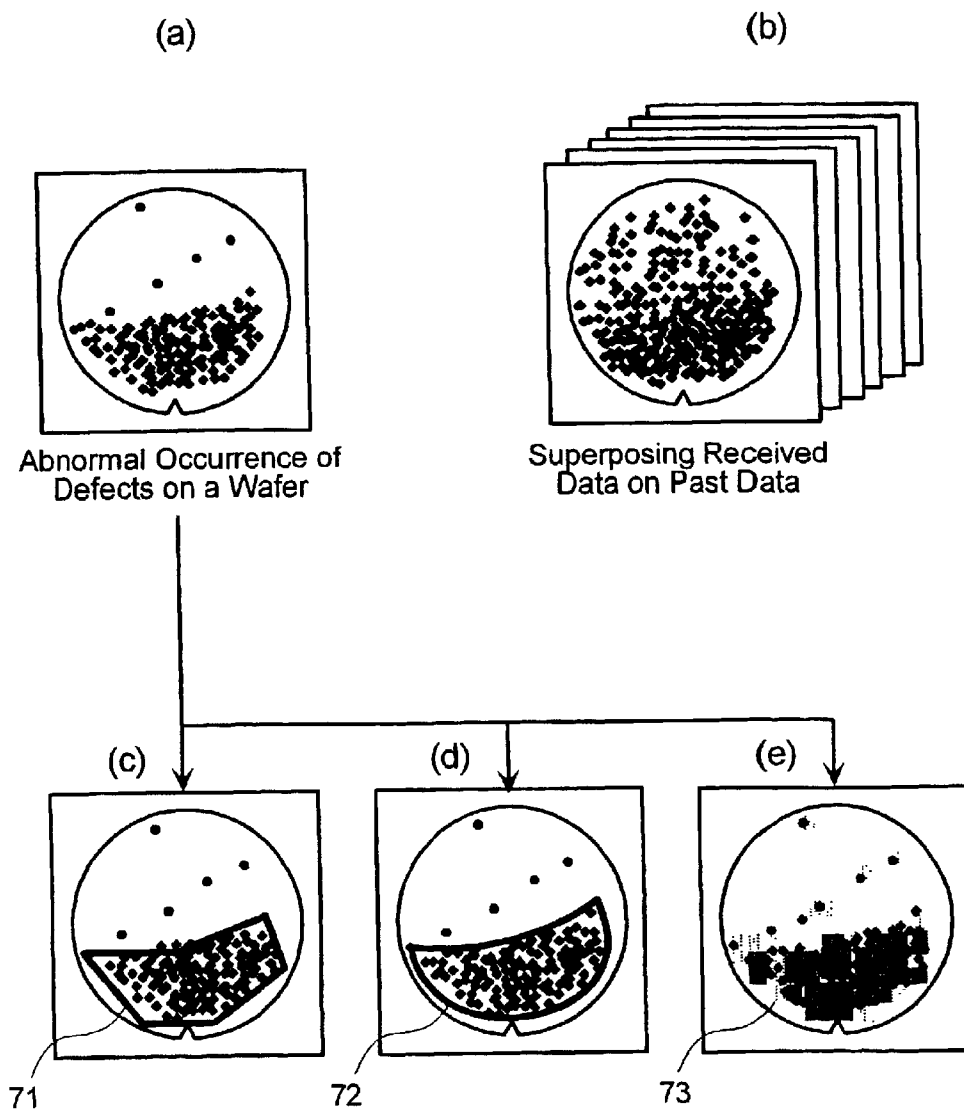 (a)
(b)
Abnormal Occurrence of
Defects on a Wafer
Superposing Received
Data on Past Data
(c)
(d)
(e)
71
72
73